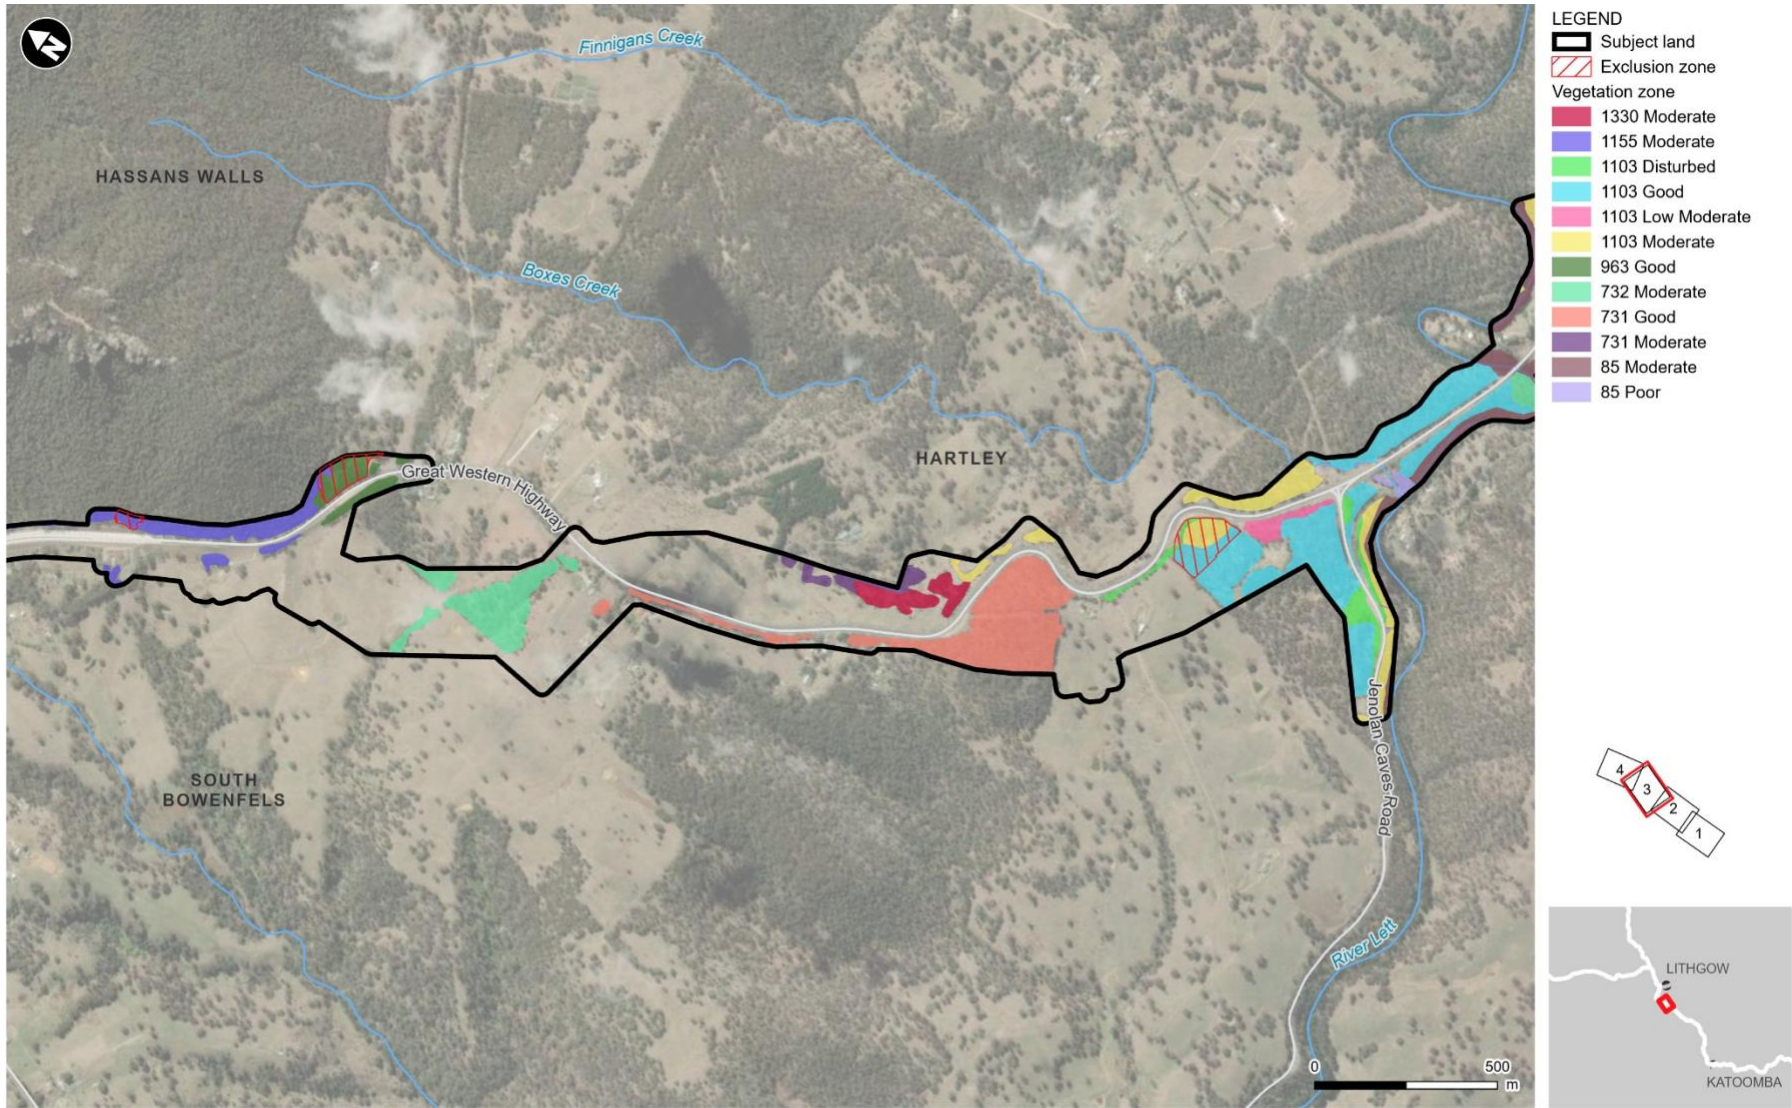 N
Finnigans Creek
HASSANS WALLS
Boxes Creek
HARTLEY
Great Western Highway
SOUTH
BOWENFELS
Jenolan Caves Road
River Lett
0 500
m
LEGEND
Subject land
Exclusion zone
Vegetation zone
1330 Moderate
1155 Moderate
1103 Disturbed
1103 Good
1103 Low Moderate
1103 Moderate
963 Good
732 Moderate
731 Good
731 Moderate
85 Moderate
85 Poor
4
3
2
1
LITHGOW
KATOOMBA